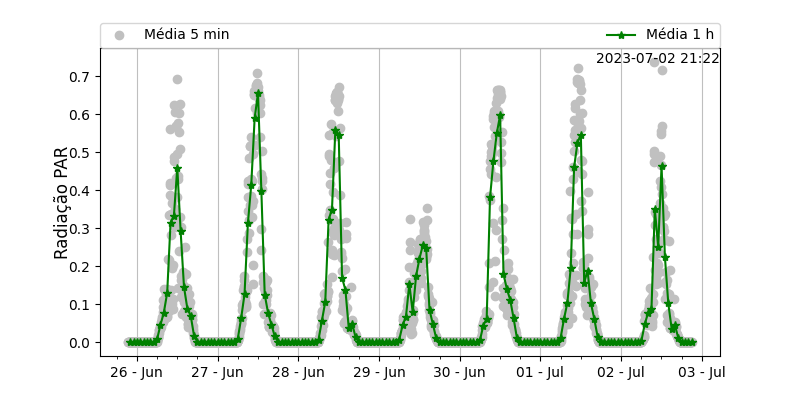 Média 5 min
Média 1 h
2023-07-02 21:22
Radiação PAR
0.7
0.6
0.5
0.4
0.3
0.2
0.1
0.0
26 - Jun
27 - Jun
28 - Jun
29 - Jun
30 - Jun
01 - Jul
02 - Jul
03 - Jul